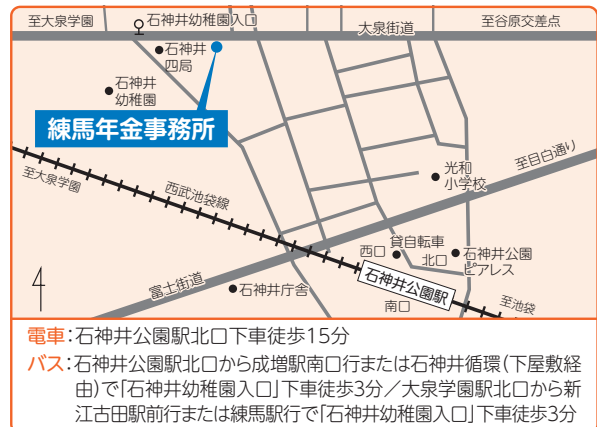 至大泉学園
石神井幼稚園入口
大泉街道
至谷原交差点
石神井
四局
石神井
幼稚園
練馬年金事務所
至目白通り
光和
小学校
至大泉学園
西武池袋線
貸自転車
西口
北口
石神井公園
ピアレス
石神井公園駅
富士街道
石神井庁舎
南口
至池袋
電車:石神井公園駅北口下車徒歩15分
バス:石神井公園駅北口から成増駅南口行または石神井循環(下屋敷経
由)で「石神井幼稚園入口」下車徒歩3分/大泉学園駅北口から新
江古田駅前行または練馬駅行で「石神井幼稚園入口」下車徒歩3分